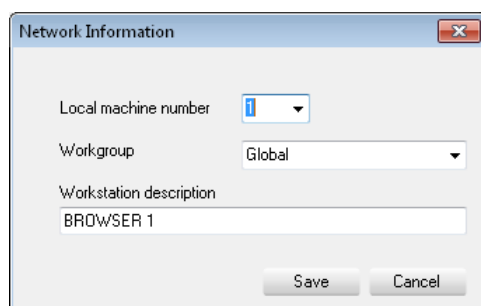 Network Information
Local machine number 1
Workgroup Global
Workstation description
BROWSER 1
Save Cancel